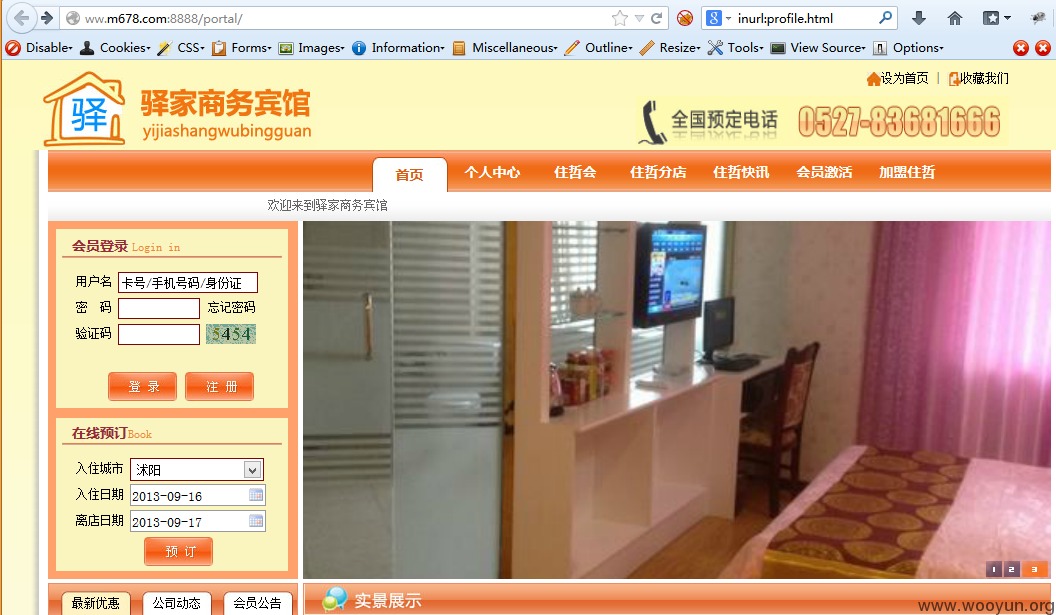 ww.m678.com:8888/portal/
inurl:profile.html
Disable Cookies CSS Forms Images Information Miscellaneous Outline Resize Tools View Source Options
设为首页 | 收藏我们
驿
驿家商务宾馆
yijiashangwubingguan
全国预定电话 0527-83681666
首页 个人中心 住哲会 住哲分店 住哲快讯 会员激活 加盟住哲
欢迎来到驿家商务宾馆
会员登录 Login in
用户名 卡号/手机号码/身份证
密 码 忘记密码
验证码 5454
登 录 注 册
在线预订Book
入住城市 沭阳
入住日期 2013-09-16
离店日期 2013-09-17
预 订
1 2 3
最新优惠 公司动态 会员公告
实景展示
www.wooyun.org